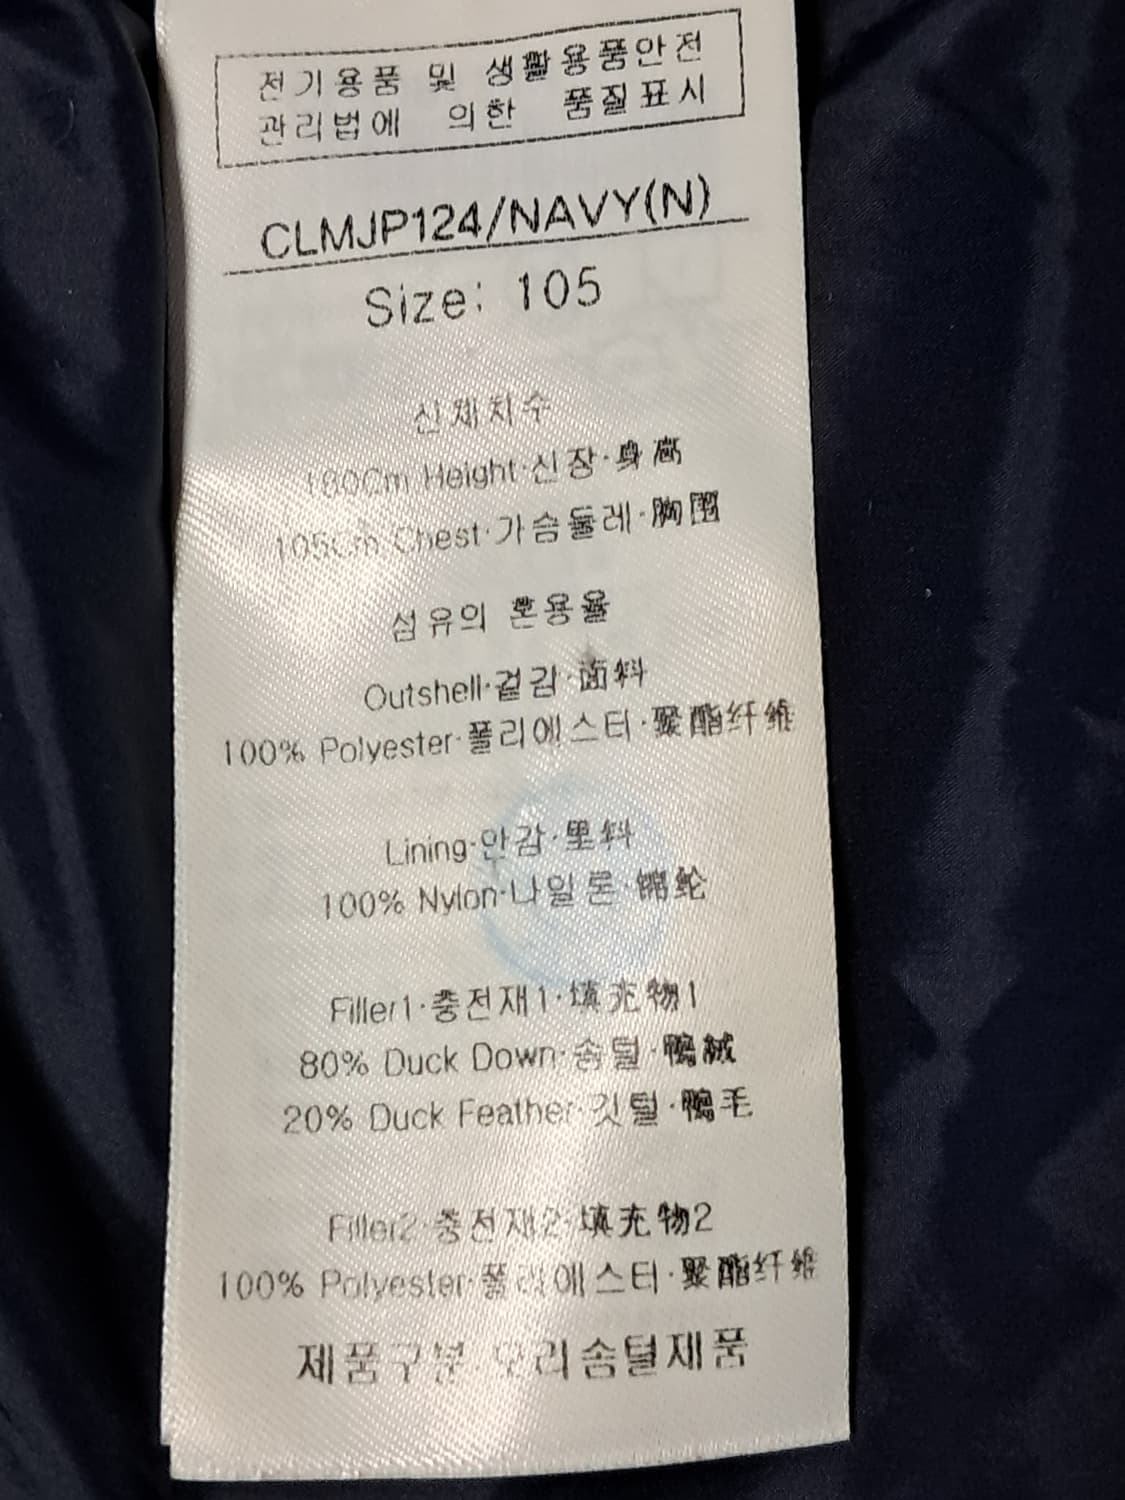 전기용품 및 생활용품안전
관리법에 의한 품질표시
CLMJP124/NAVY(N)
Size: 105
신체치수
180Cm Height·신장·身高
105Cm Chest·가슴둘레·胸围
섬유의 혼용율
Outshell·겉감·面料
100% Polyester·폴리에스터·聚酯纤维
Lining·안감·里料
100% Nylon·나일론·锦纶
Filler1·충전재1·填充物1
80% Duck Down·솜털·鸭绒
20% Duck Feather·깃털·鸭毛
Filler2·충전재2·填充物2
100% Polyester·폴리에스터·聚酯纤维
제품구분 오리솜털제품